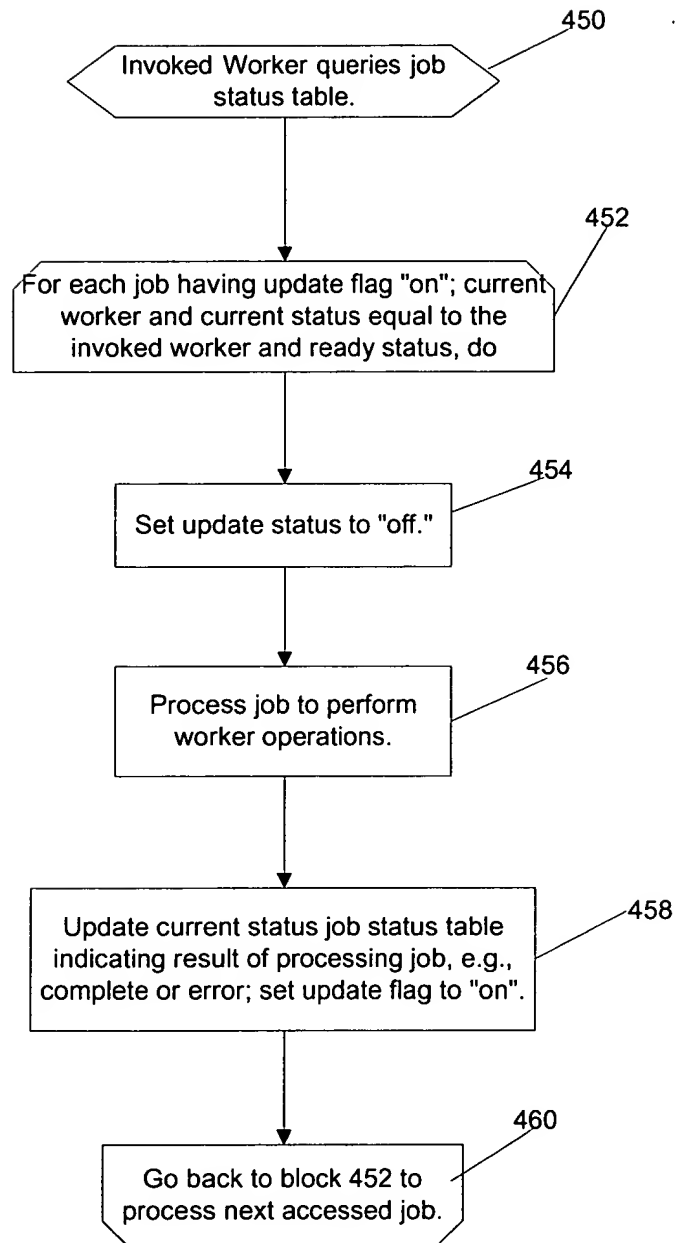 450
Invoked Worker queries job
status table.
452
For each job having update flag "on"; current
worker and current status equal to the
invoked worker and ready status, do
454
Set update status to "off."
456
Process job to perform
worker operations.
458
Update current status job status table
indicating result of processing job, e.g.,
complete or error; set update flag to "on".
460
Go back to block 452 to
process next accessed job.